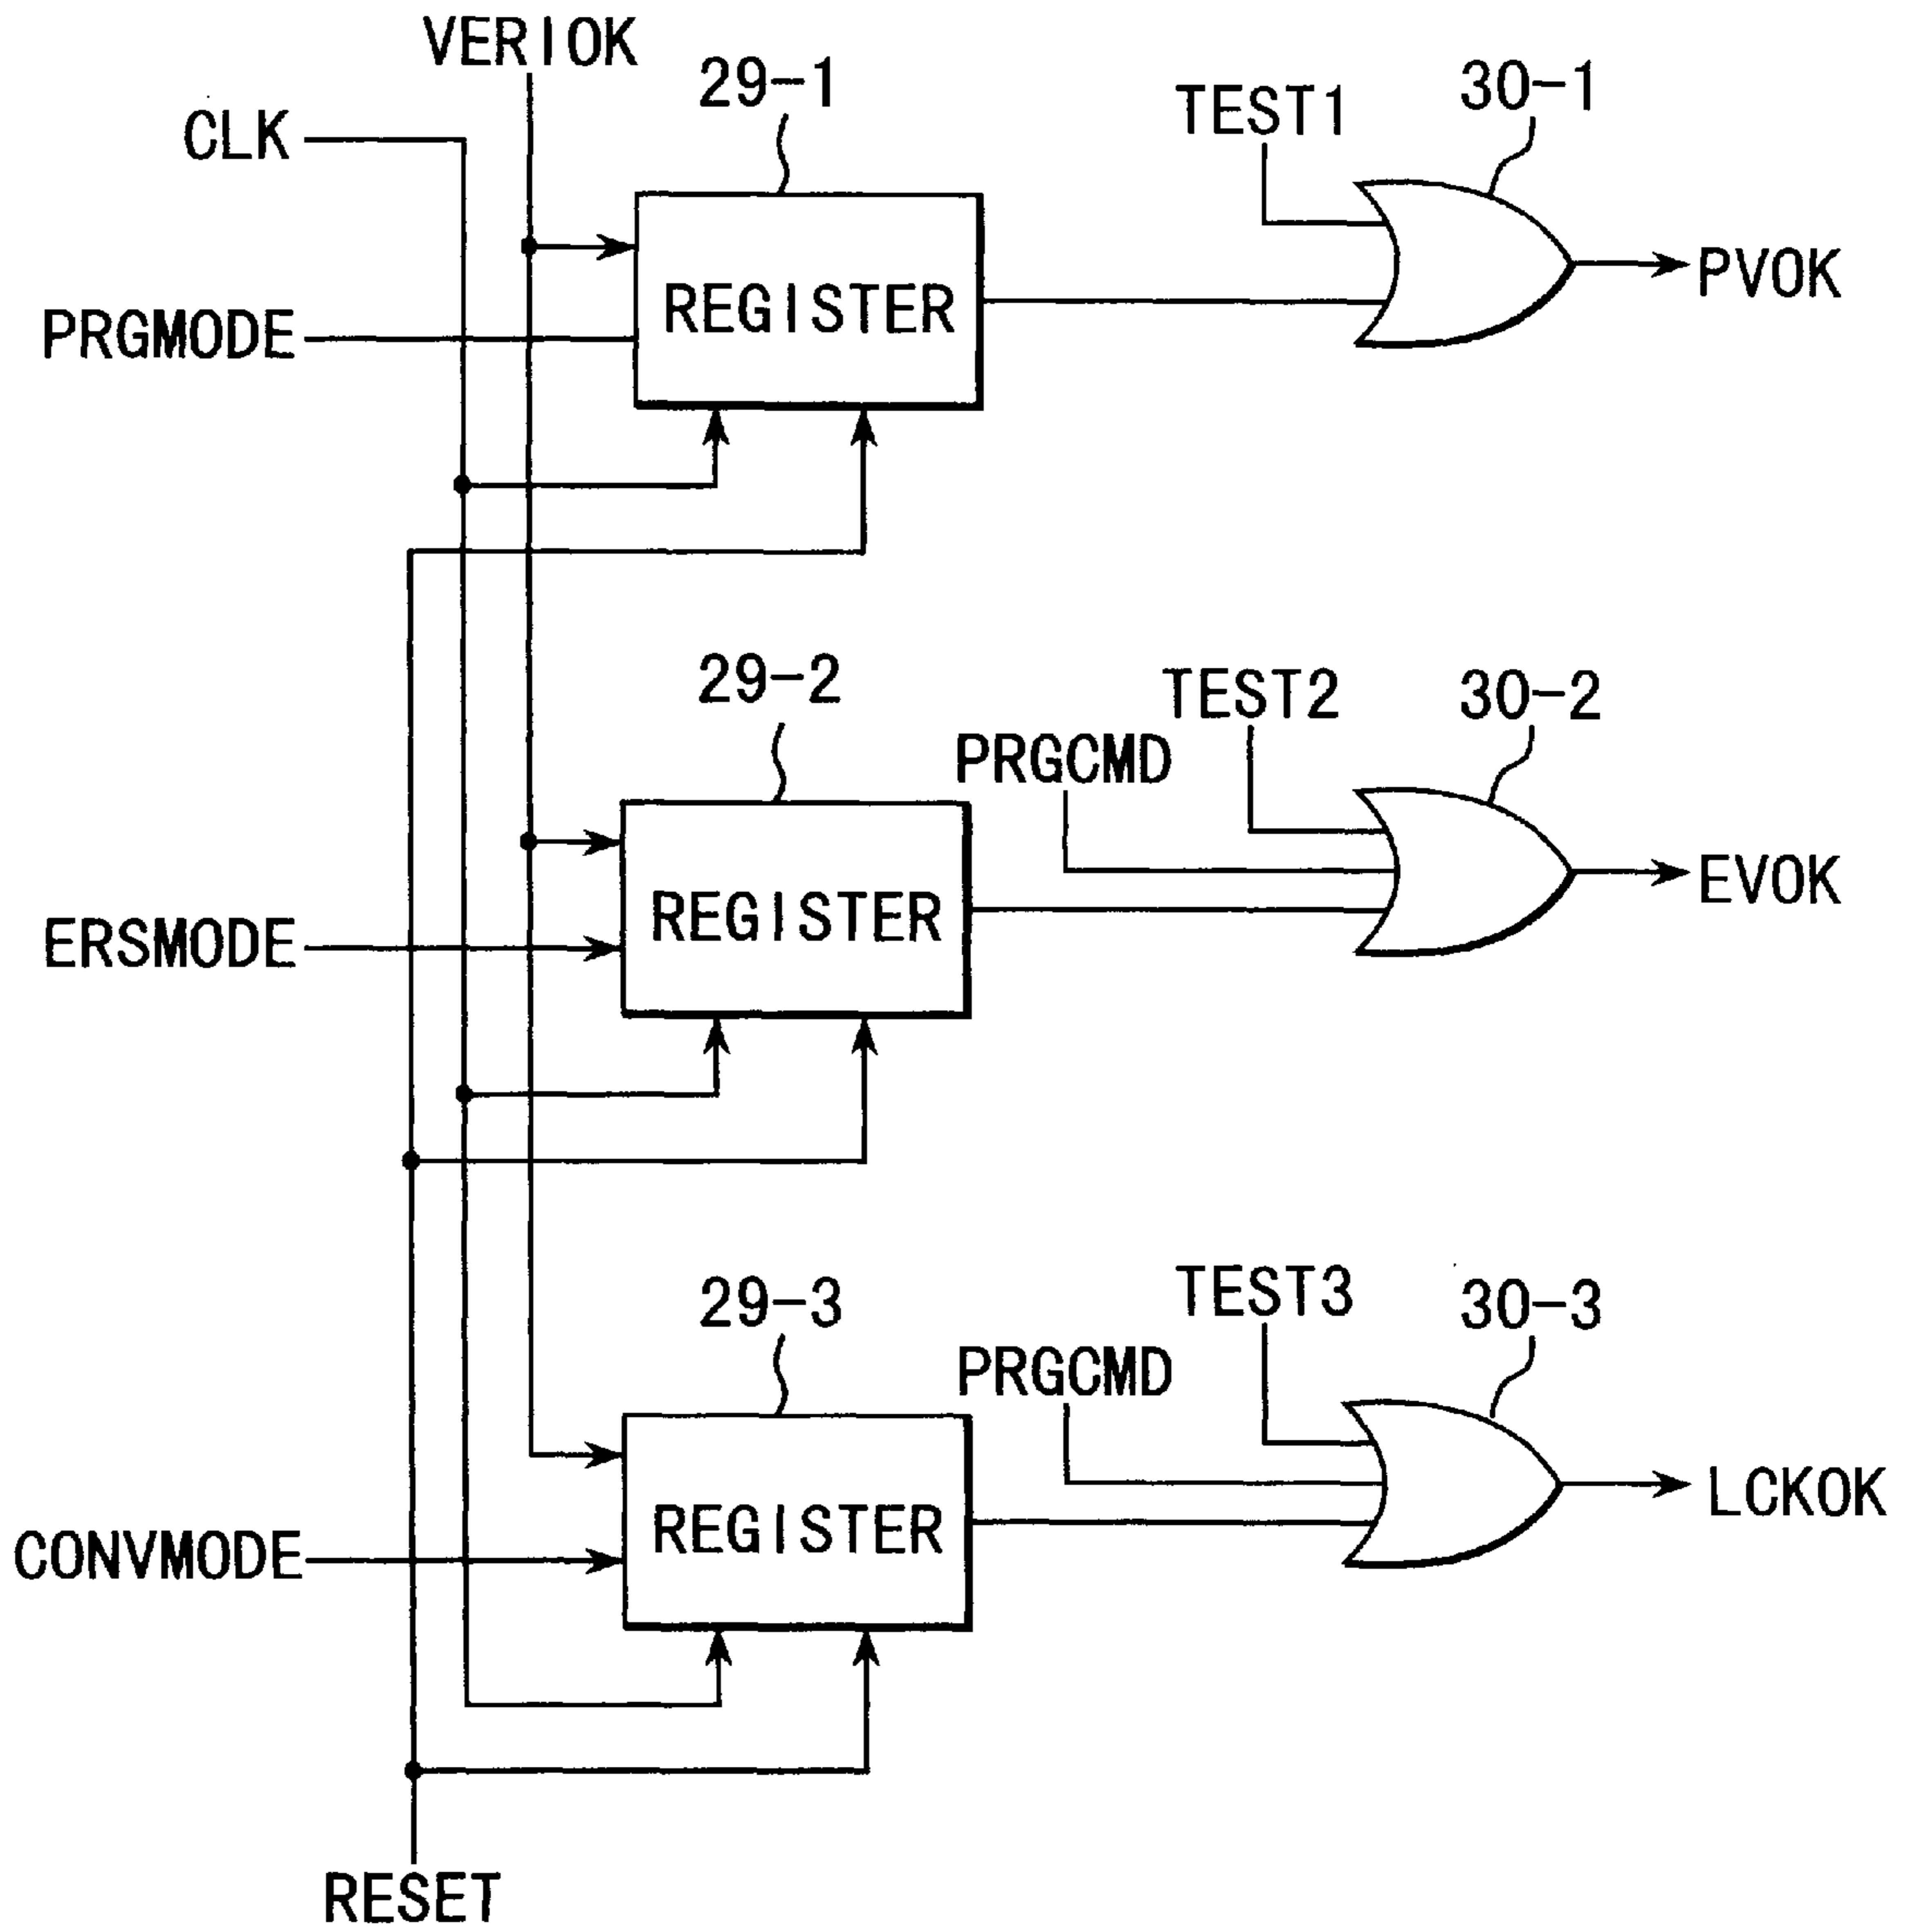 VERIOK
29-1
30-1
TEST1
CLK
REGISTER
PVOK
PRGMODE
29-2
TEST2
30-2
PRGCMD
REGISTER
EVOK
ERSMODE
29-3
TEST3
30-3
PRGCMD
REGISTER
LCKOK
CONVMODE
RESET